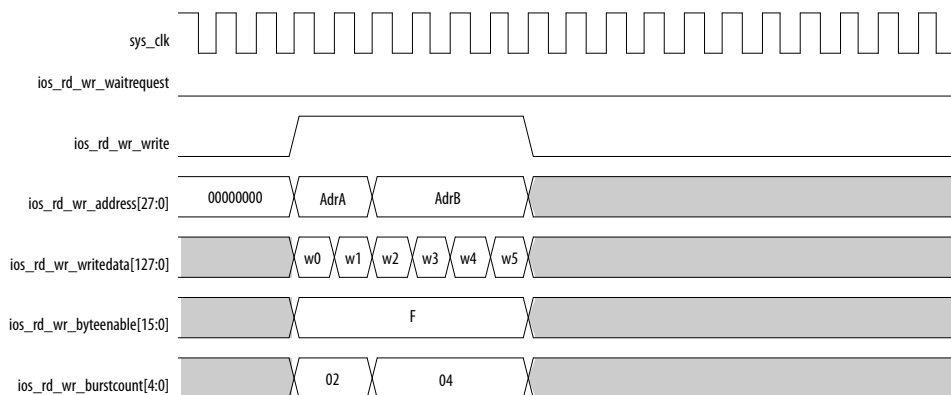 sys_clk
ios_rd_wr_waitrequest
ios_rd_wr_write
ios_rd_wr_address[27:0] 00000000 AdrA AdrB
ios_rd_wr_writedata[127:0] w0 w1 w2 w3 w4 w5
ios_rd_wr_byteenable[15:0] F
ios_rd_wr_burstcount[4:0] 02 04